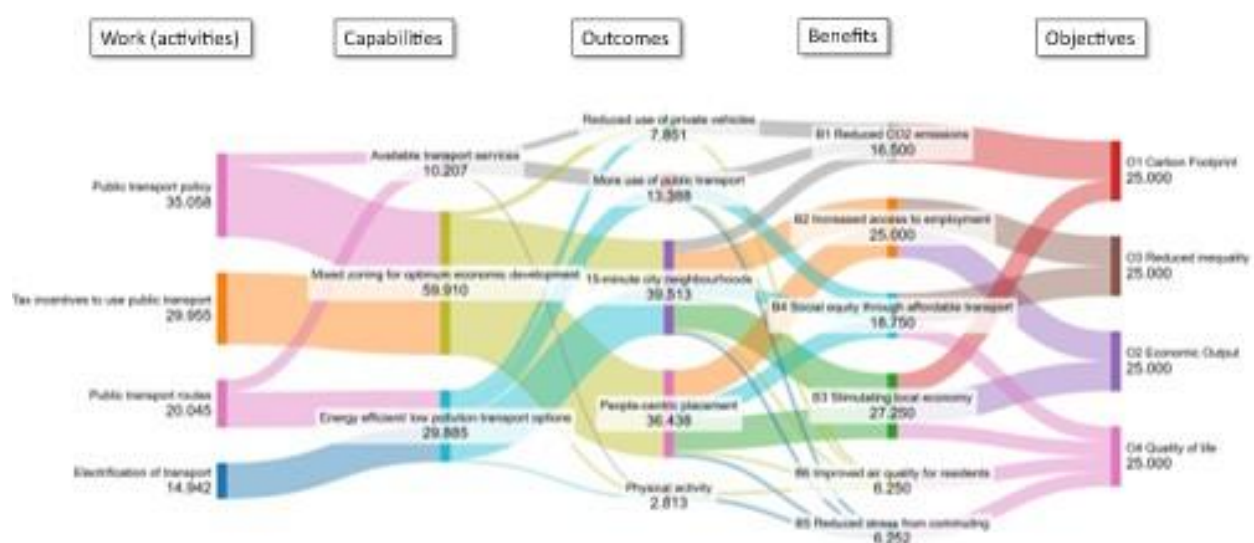 Work (activities)
Capabilities
Outcomes
Benefits
Objectives
Public transport policy
35.058
Tax incentives to use public transport
29.955
Public transport routes
20.045
Electrification of transport
14.942
Available transport services
10.207
Mixed zoning for optimum economic development
59.910
Energy efficient/ low pollution transport options
29.885
Reduced use of private vehicles
7.851
More use of public transport
13.388
15-minute city neighbourhoods
39.513
People-centric placement
36.438
Physical activity
2.813
B1 Reduced CO2 emissions
16.500
B2 Increased access to employment
25.000
B4 Social equity through affordable transport
18.750
B3 Stimulating local economy
27.250
B6 Improved air quality for residents
6.250
B5 Reduced stress from commuting
6.252
O1 Carbon Footprint
25.000
O3 Reduced inequality
25.000
O2 Economic Output
25.000
O4 Quality of life
25.000